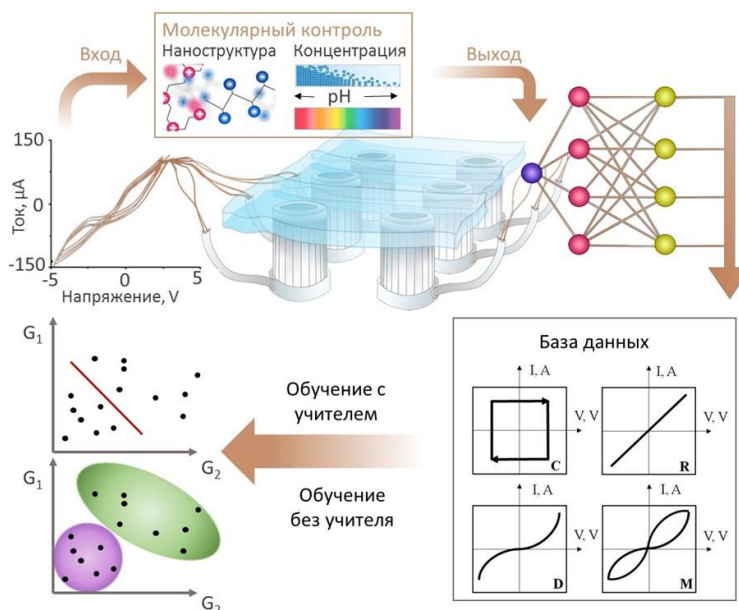 Молекулярный контроль
Наноструктура
Концентрация
pH
Вход
Выход
150
0
-150
Ток, µA
-5
0
5
Напряжение, V
G1
G2
G1
G2
Обучение с
учителем
Обучение
без учителя
База данных
I, A
V, V
C
I, A
V, V
R
I, A
V, V
D
I, A
V, V
M